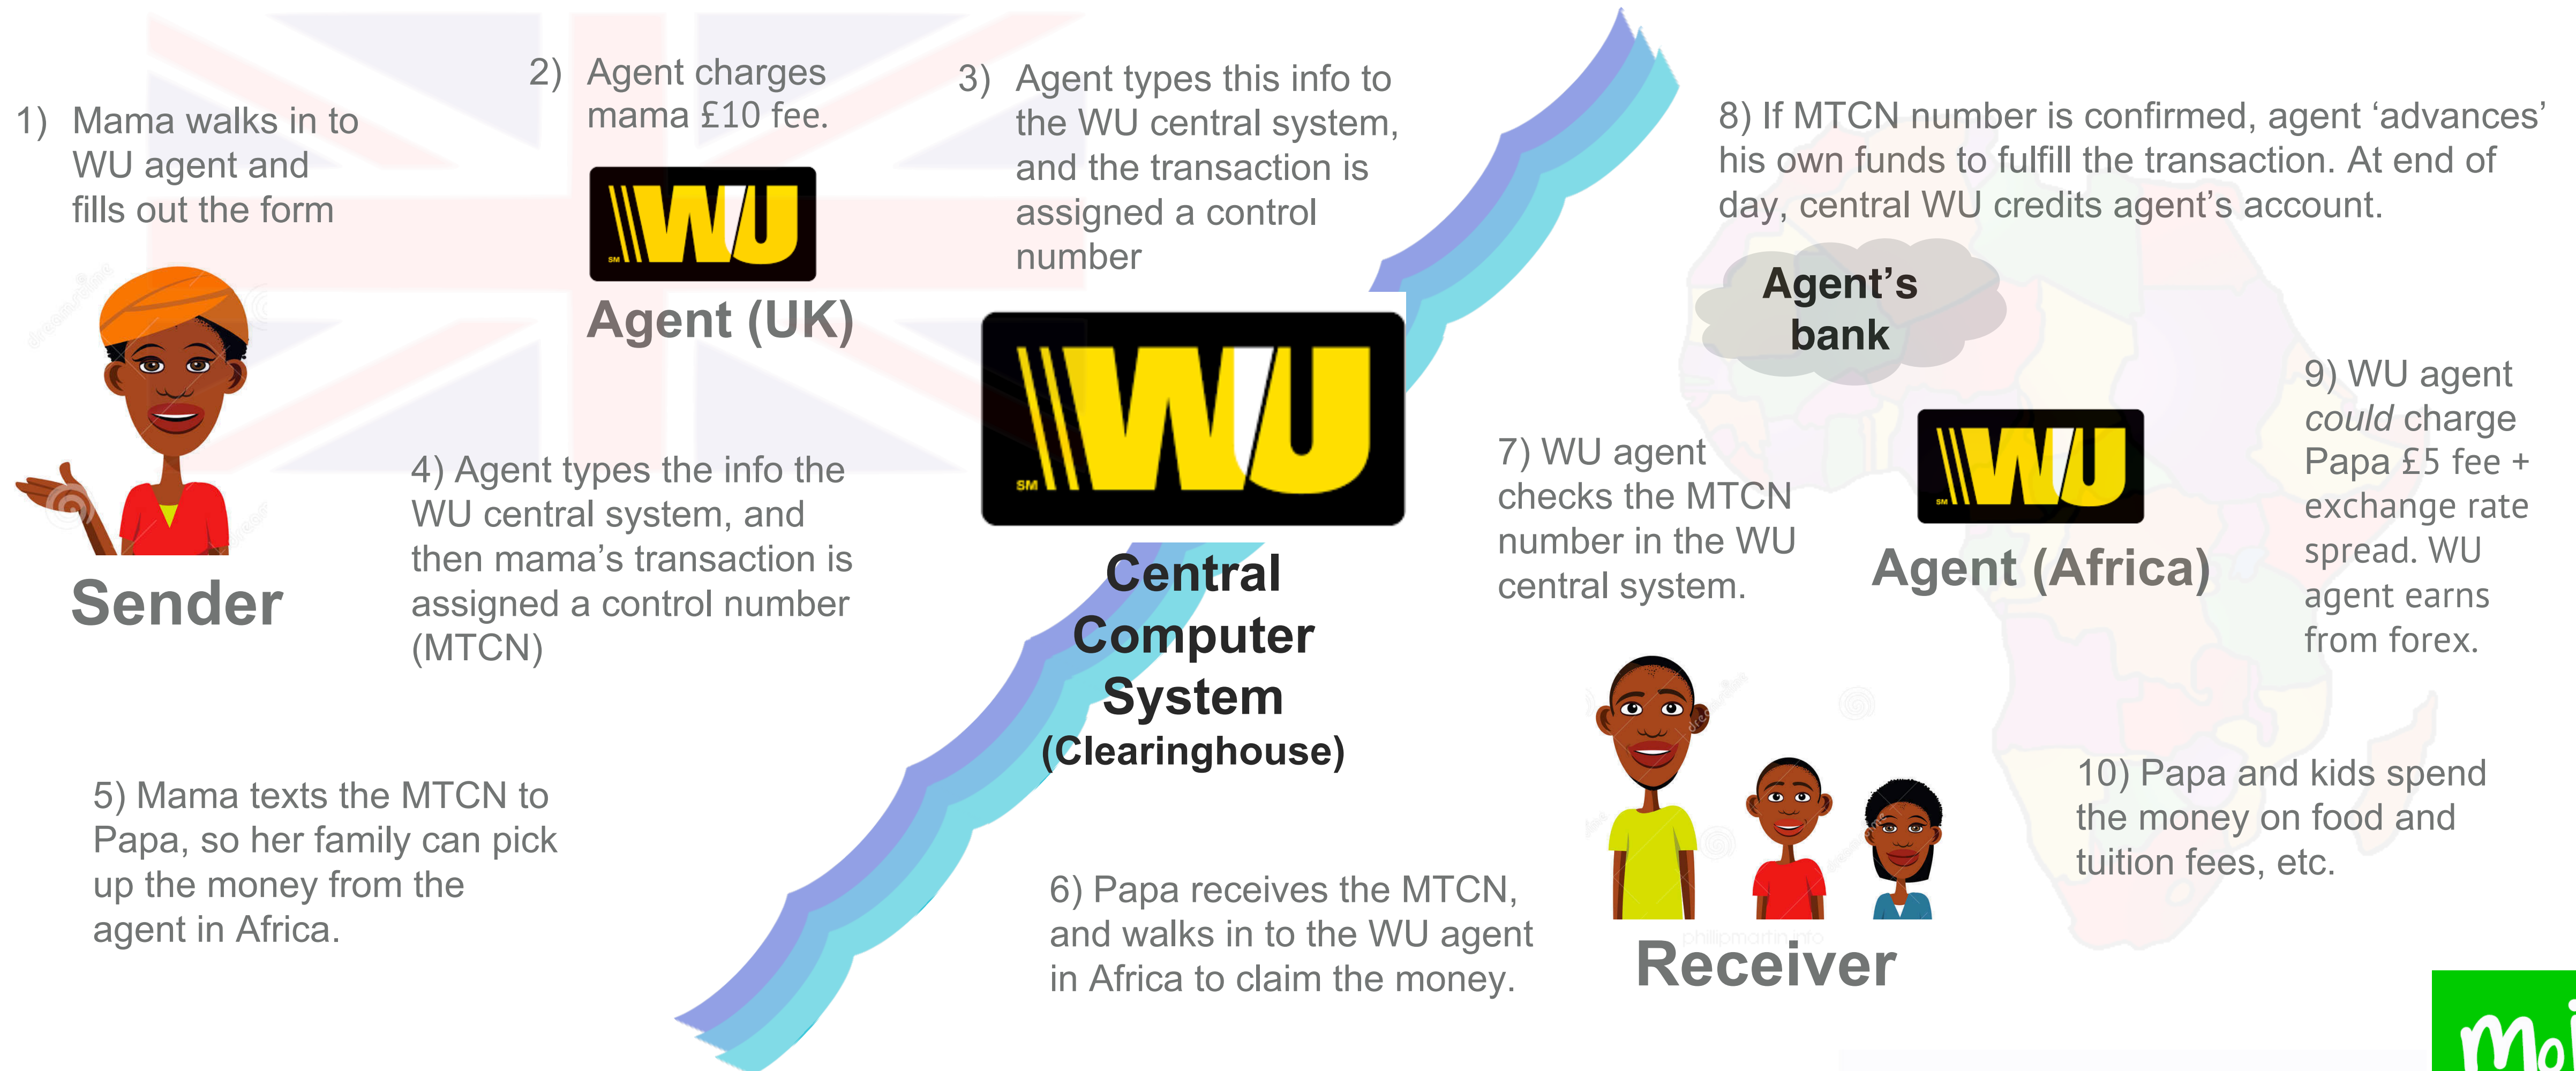 1) Mama walks in to
WU agent and
fills out the form
2) Agent charges
mama £10 fee.
SM WU
Agent (UK)
3) Agent types this info to
the WU central system,
and the transaction is
assigned a control
number
Sender
4) Agent types the info the
WU central system, and
then mama's transaction is
assigned a control number
(MTCN)
SM WU
Central
Computer
System
(Clearinghouse)
5) Mama texts the MTCN to
Papa, so her family can pick
up the money from the
agent in Africa.
6) Papa receives the MTCN,
and walks in to the WU agent
in Africa to claim the money.
7) WU agent
checks the MTCN
number in the WU
central system.
8) If MTCN number is confirmed, agent ‘advances’
his own funds to fulfill the transaction. At end of
day, central WU credits agent’s account.
Agent’s
bank
SM WU
Agent (Africa)
9) WU agent
could charge
Papa £5 fee +
exchange rate
spread. WU
agent earns
from forex.
phillipmartin.info
Receiver
10) Papa and kids spend
the money on food and
tuition fees, etc.